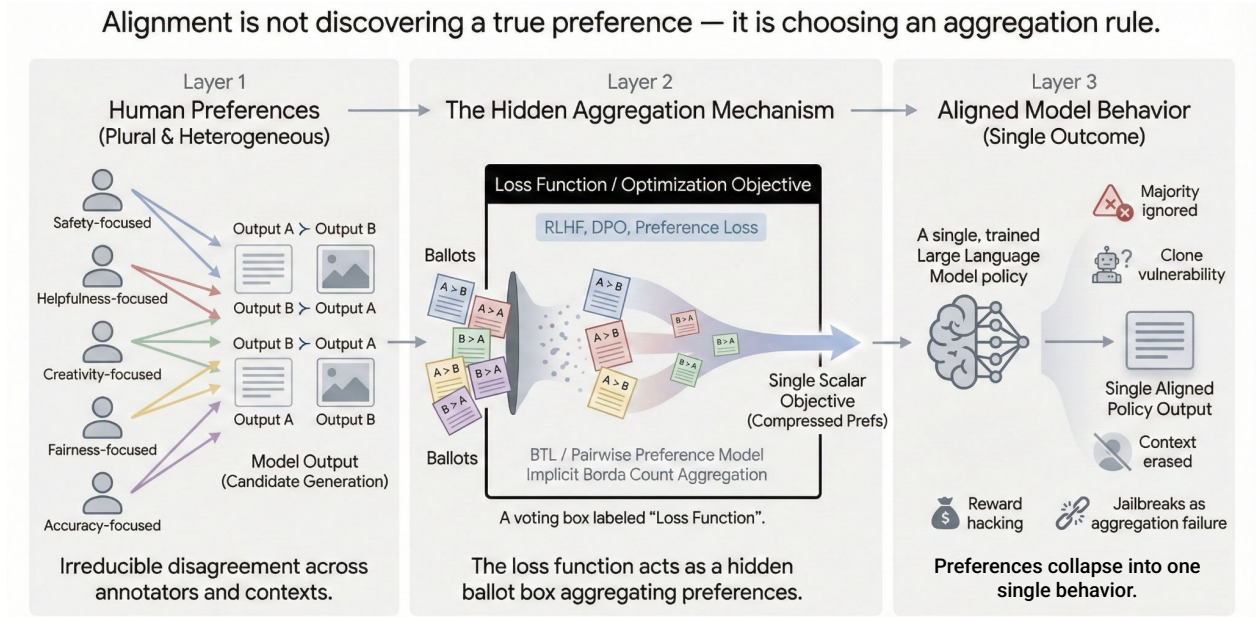 Alignment is not discovering a true preference — it is choosing an aggregation rule.
Layer 1
Human Preferences
(Plural & Heterogeneous)
Safety-focused
Helpfulness-focused
Creativity-focused
Fairness-focused
Accuracy-focused
Output A ≻ Output B
Output B ≻ Output A
Output B ≻ Output A
Output A
Output B
Model Output
(Candidate Generation)
Irreducible disagreement across
annotators and contexts.
Layer 2
The Hidden Aggregation Mechanism
Loss Function / Optimization Objective
RLHF, DPO, Preference Loss
Ballots
A > B
A > A
B > A
A > B
B > A
B > A
Ballots
A > B
A > B
A > B
B > A
B > A
B > A
Single Scalar
Objective
(Compressed Prefs)
BTL / Pairwise Preference Model
Implicit Borda Count Aggregation
A voting box labeled “Loss Function”.
The loss function acts as a hidden
ballot box aggregating preferences.
Layer 3
Aligned Model Behavior
(Single Outcome)
A single, trained
Large Language
Model policy
Majority
ignored
?
Clone
vulnerability
Single Aligned
Policy Output
Context
erased
$
Reward
hacking
Jailbreaks as
aggregation failure
Preferences collapse into one
single behavior.